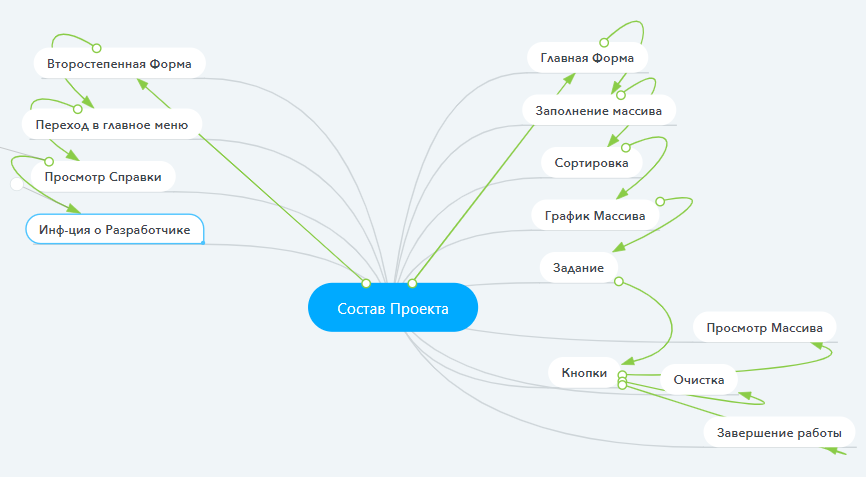 Второстепенная Форма
Переход в главное меню
Просмотр Справки
Инф-ция о Разработчике
Состав Проекта
Главная Форма
Заполнение массива
Сортировка
График Массива
Задание
Просмотр Массива
Кнопки
Очистка
Завершение работы